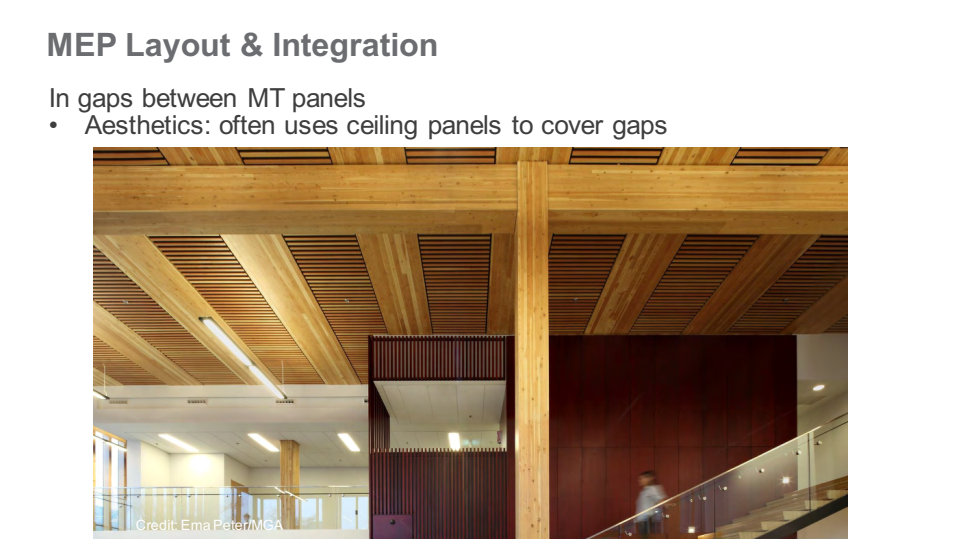 MEP Layout & Integration
In gaps between MT panels
• Aesthetics: often uses ceiling panels to cover gaps
Credit: Ema Peter/MGA